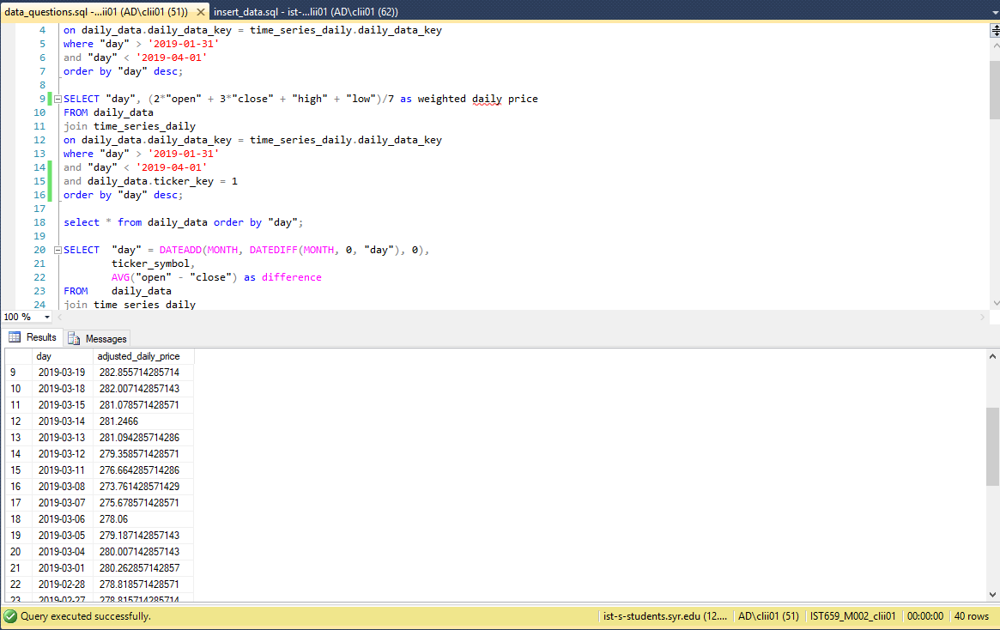 data_questions.sql -...ii01 (AD\clii01 (51)) insert_data.sql - ist-...lii01 (AD\clii01 (62))
4 on daily_data.daily_data_key = time_series_daily.daily_data_key
5 where "day" > '2019-01-31'
6 and "day" < '2019-04-01'
7 order by "day" desc;
8
9 SELECT "day", (2*"open" + 3*"close" + "high" + "low")/7 as weighted daily price
10 FROM daily_data
11 join time_series_daily
12 on daily_data.daily_data_key = time_series_daily.daily_data_key
13 where "day" > '2019-01-31'
14 and "day" < '2019-04-01'
15 and daily_data.ticker_key = 1
16 order by "day" desc;
17
18 select * from daily_data order by "day";
19
20 SELECT "day" = DATEADD(MONTH, DATEDIFF(MONTH, 0, "day"), 0),
21 ticker_symbol,
22 AVG("open" - "close") as difference
23 FROM daily_data
24 join time_series_daily
100 %
Results Messages
day adjusted_daily_price
9 2019-03-19 282.855714285714
10 2019-03-18 282.007142857143
11 2019-03-15 281.078571428571
12 2019-03-14 281.2466
13 2019-03-13 281.094285714286
14 2019-03-12 279.358571428571
15 2019-03-11 276.664285714286
16 2019-03-08 273.761428571429
17 2019-03-07 275.678571428571
18 2019-03-06 278.06
19 2019-03-05 279.187142857143
20 2019-03-04 280.007142857143
21 2019-03-01 280.262857142857
22 2019-02-28 278.818571428571
23 2019-02-27 278.815714285714
Query executed successfully. ist-s-students.syr.edu (12.... AD\clii01 (51) IST659_M002_clii01 00:00:00 40 rows